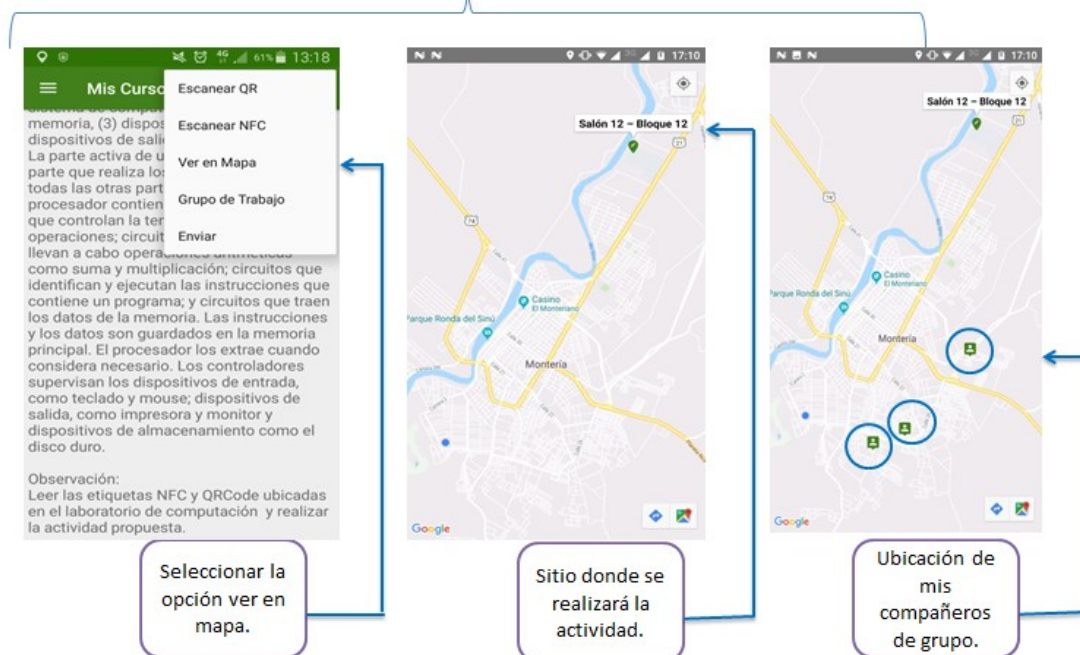 61% 13:18
Mis Curso
Escanear QR
Escanear NFC
Ver en Mapa
Grupo de Trabajo
Enviar
memoria, (3) dispos
dispositivos de sali
La parte activa de u
parte que realiza los
todas las otras part
procesador contien
que controlan la ter
operaciones; circuit
llevan a cabo operaciones aritméticas
como suma y multiplicación; circuitos que
identifican y ejecutan las instrucciones que
contiene un programa; y circuitos que traen
los datos de la memoria. Las instrucciones
y los datos son guardados en la memoria
principal. El procesador los extrae cuando
considera necesario. Los controladores
supervisan los dispositivos de entrada,
como teclado y mouse; dispositivos de
salida, como impresora y monitor y
dispositivos de almacenamiento como el
disco duro.
Observación:
Leer las etiquetas NFC y QRCode ubicadas
en el laboratorio de computación y realizar
la actividad propuesta.
Seleccionar la
opción ver en
mapa.
17:10
Salón 12 – Bloque 12
21
74
Casino
El Monteriano
Parque Ronda del Sinú
Montería
Google
Sitio donde se
realizará la
actividad.
17:10
Salón 12 – Bloque 12
21
74
Casino
El Monteriano
Parque Ronda del Sinú
Montería
Google
Ubicación de
mis
compañeros
de grupo.